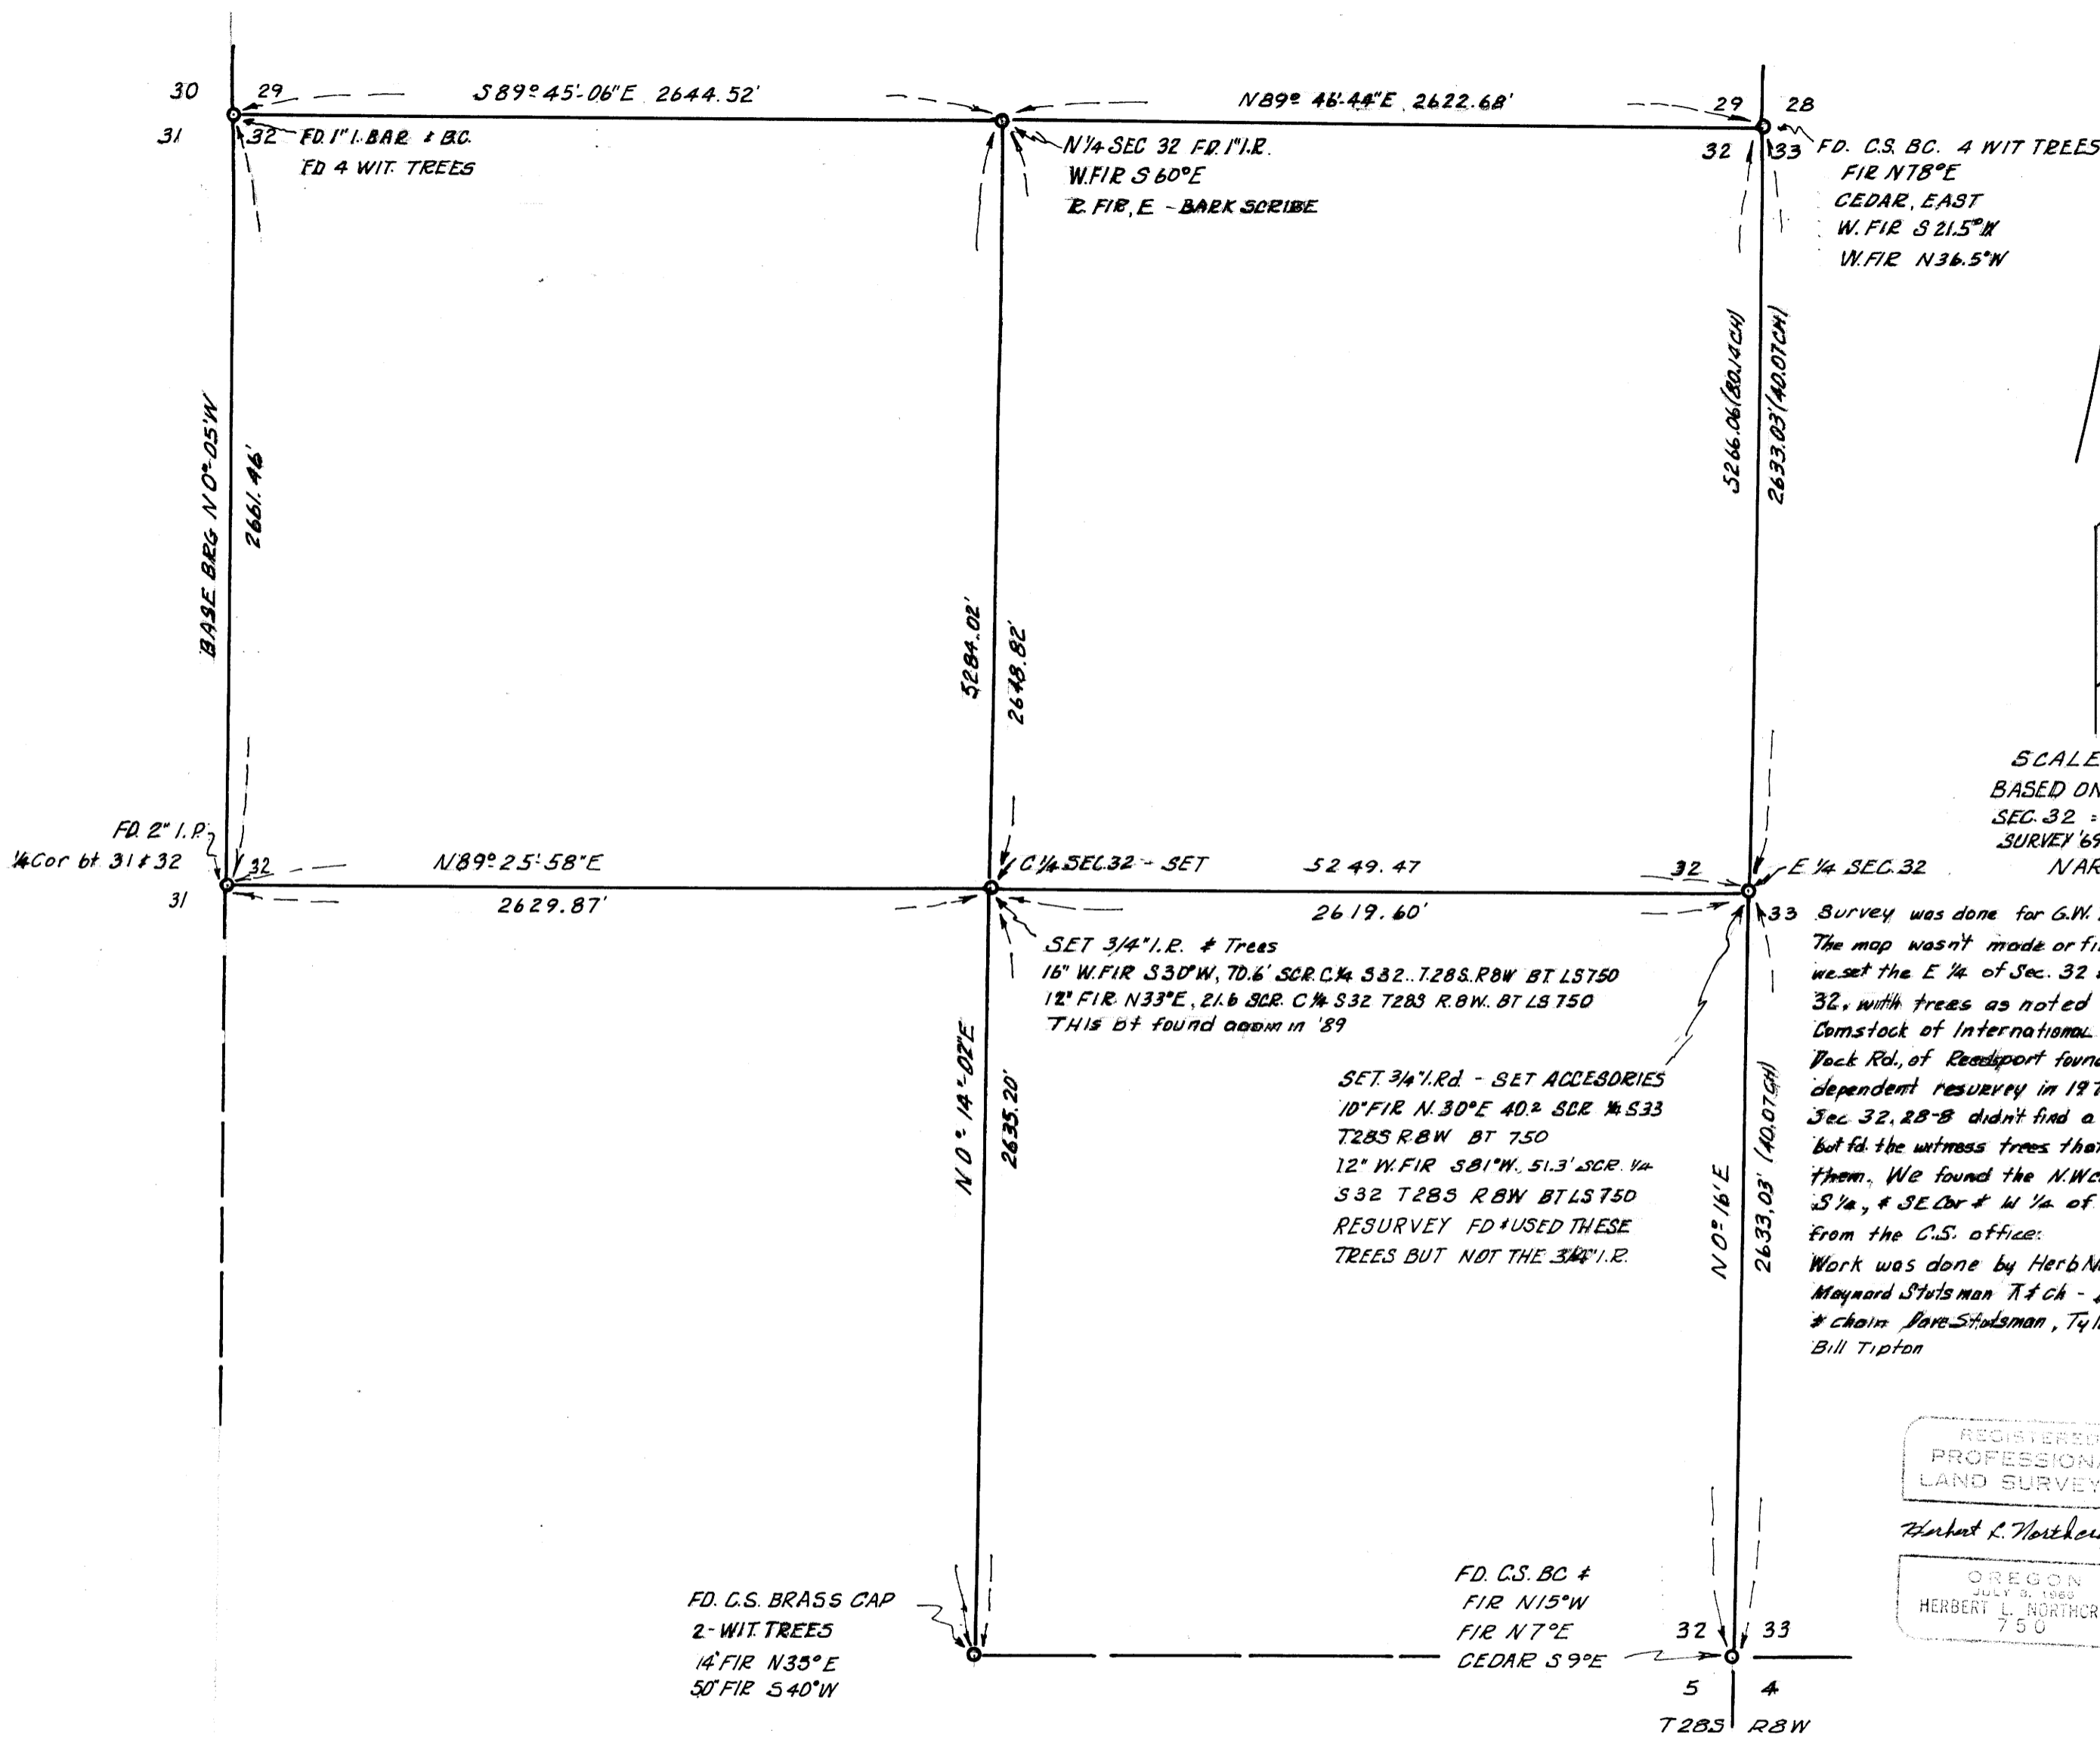 30
29
S89°-45'-06"E 2644.52'
N89° 46'-44"E 2622.68'
29
28
31
32
FD. 1" I. BAR & B.C.
FD 4 WIT. TREES
N 1/4 SEC 32 FD. 1" I.R.
W.FIR S 60°E
R. FIR, E - BARK SCRIBE
32
33
FD. C.S. BC. 4 WIT TREES
FIR N78°E
CEDAR, EAST
W. FIR S 21.5°W
W.FIR N36.5°W
BASE BRG N 0°-05'W
2661.46'
5284.02'
2648.82'
5266.06 (80.14CH)
2633.03' (40.07CH)
SCALE
BASED ON
SEC. 32 =
SURVEY '69
NAR
FD. 2" I.P.
1/4 Cor bt. 31 & 32
32
31
N89°-25'-58"E
2629.87'
C 1/4 SEC.32 - SET
5249.47
2619.60'
32
E 1/4 SEC.32
33
SET 3/4" I.R. & Trees
16" W.FIR S30°W, 70.6' SCR. C 1/4 S32.. T.28S. R8W BT LS750
12" FIR. N33°E, 21.6 SCR. C 1/4 S32 T28S R.8W. BT LS 750
THIS bt found again in '89
N 0°-14'-02"E
2635.20'
SET. 3/4" I.Rd. - SET ACCESORIES
10" FIR N. 30°E 40.2 SCR 1/4 S33
T28S R8W BT 750
12" W.FIR S81°W., 51.3' SCR. 1/4
S32 T28S R8W BT LS 750
RESURVEY FD & USED THESE
TREES BUT NOT THE 3/4" I.R.
N 0°-16' E
2633.03' (40.07CH)
Survey was done for G.W.
The map wasn't made or
we set the E 1/4 of Sec. 32
32, with trees as noted
Comstock of International
Dock Rd., of Reedsport
dependent resurvey in
Sec 32, 28-8 didn't find a
but fd. the witness trees
them. We found the
S 1/4, & SE Cor & W 1/4 of
from the C.S. office.
Work was done by Herb
Maynard Stutsman T & ch -
& chain Dave Stutsman,
Bill Tipton
REGISTERED
PROFESSIONA
LAND SURVEY
Herbert L. Northcr
OREGON
JULY
HERBERT L. NORTHCR
750
FD. C.S. BRASS CAP
2 - WIT. TREES
14" FIR N35°E
50" FIR S40°W
FD. C.S. BC &
FIR N15°W
FIR N7°E
CEDAR S9°E
32
33
5
4
T28S R8W